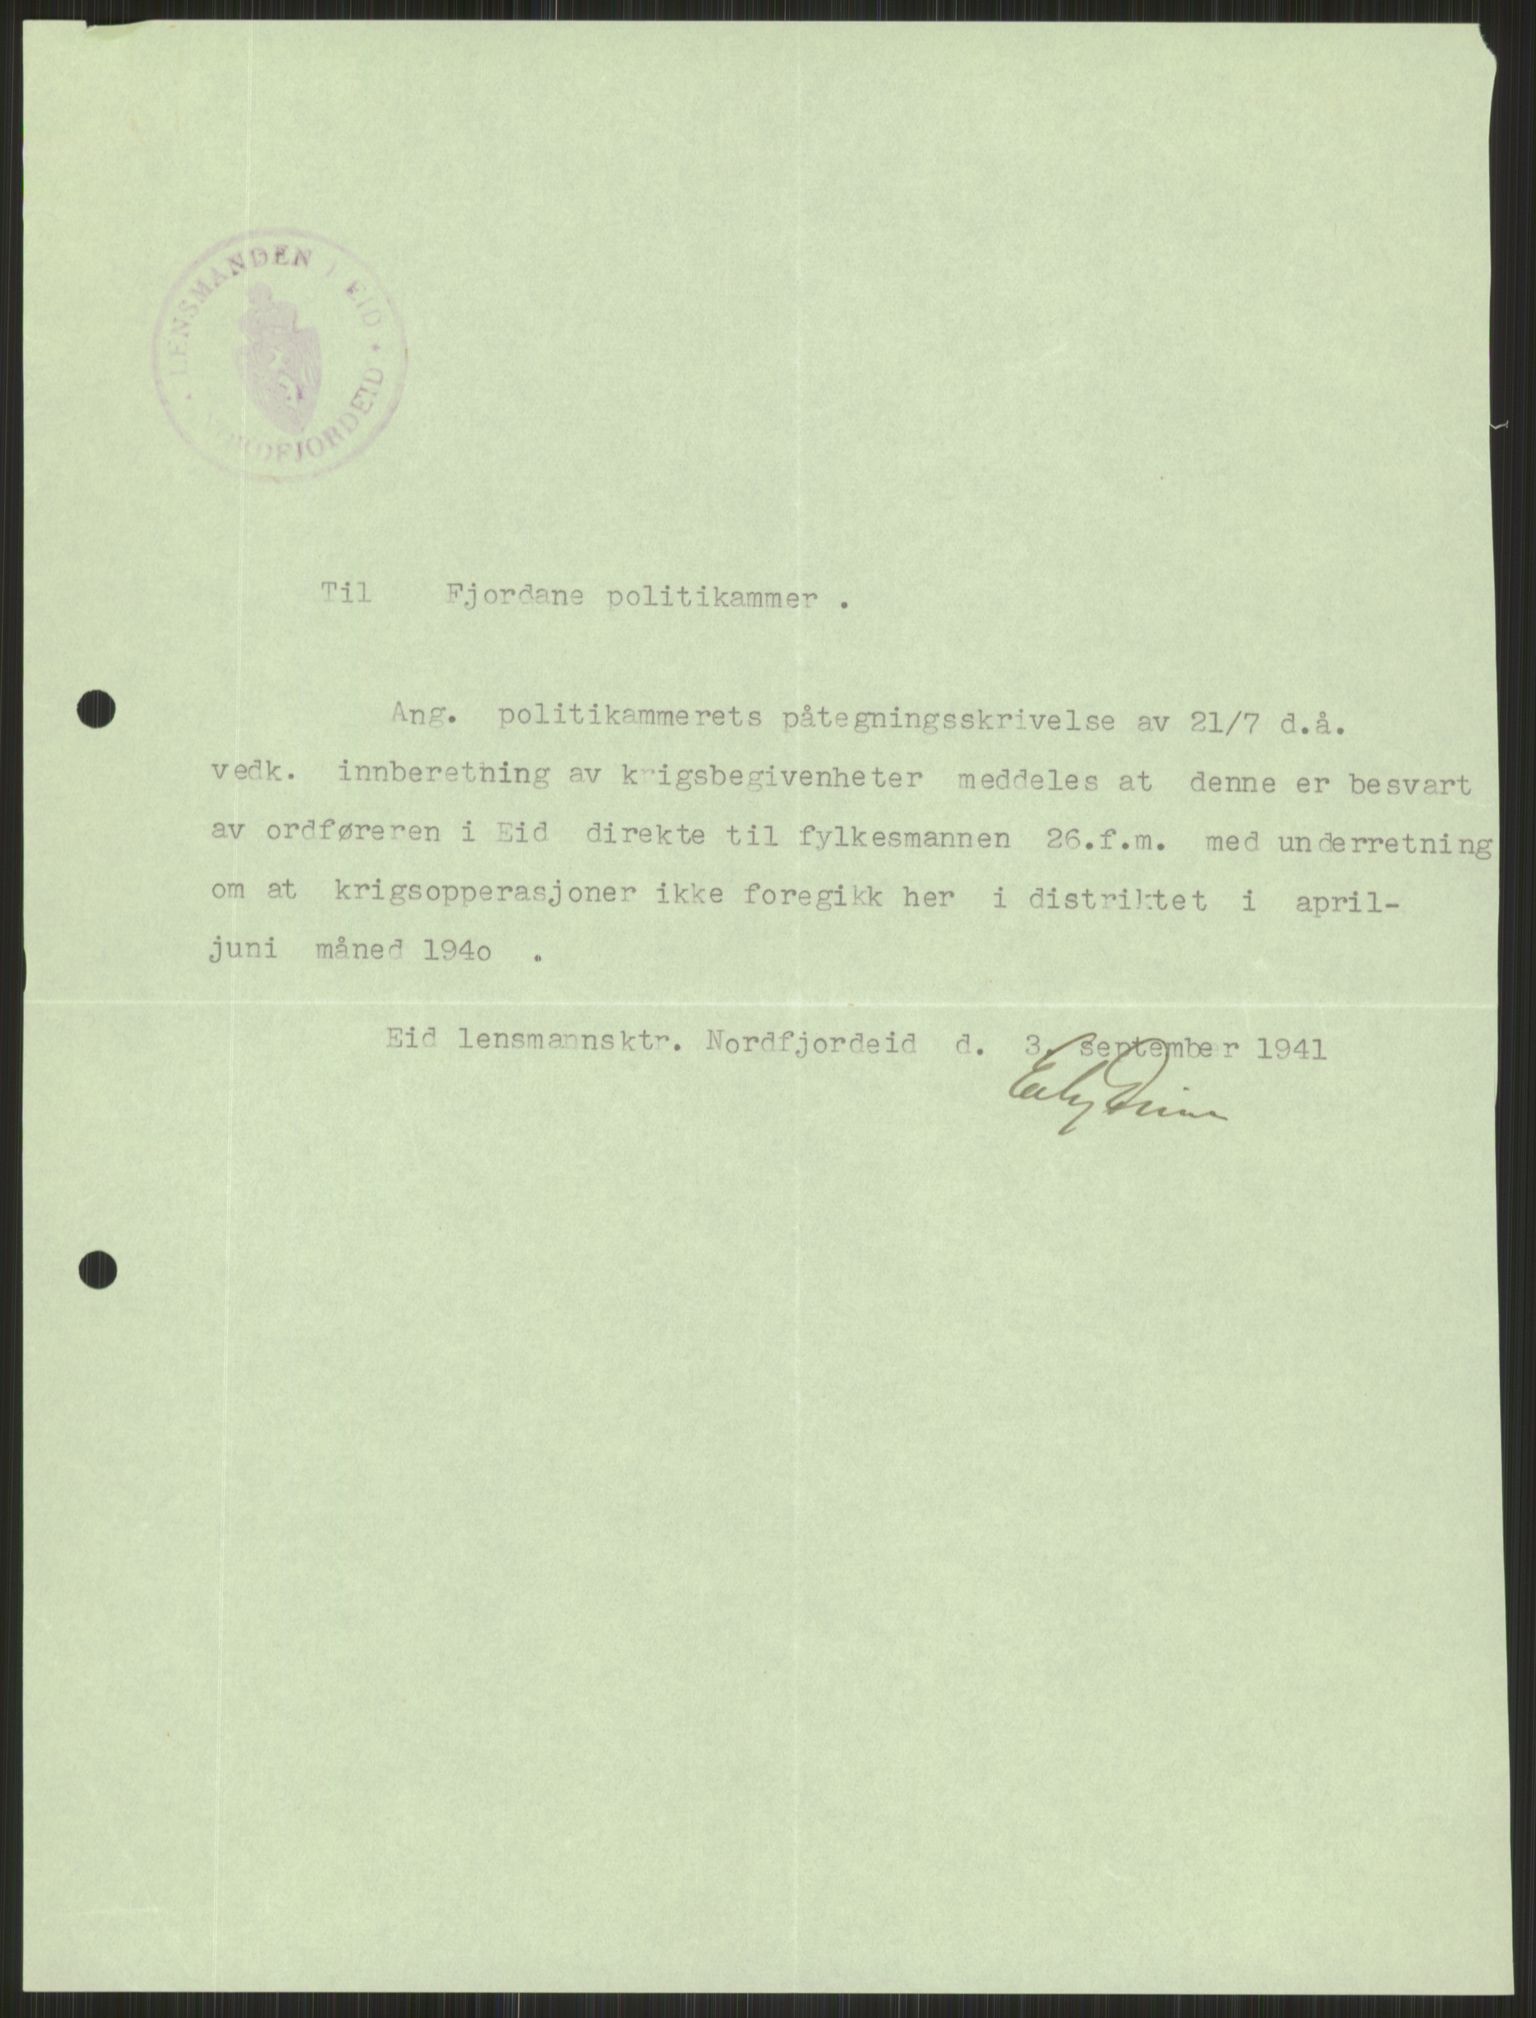 LENSMANDEN I EID
NORDFJORDEID
Til Fjordane politikammer .
Ang. politikammerets påtegningsskrivelse av 21/7 d.å.
vedk. innberetning av krigsbegivenheter meddeles at denne er besvart
av ordføreren i Eid direkte til fylkesmannen 26.f.m. med underretning
om at krigsopperasjoner ikke foregikk her i distriktet i april-
juni måned 194o .
Eid lensmannsktr. Nordfjordeid d. 3. september 1941